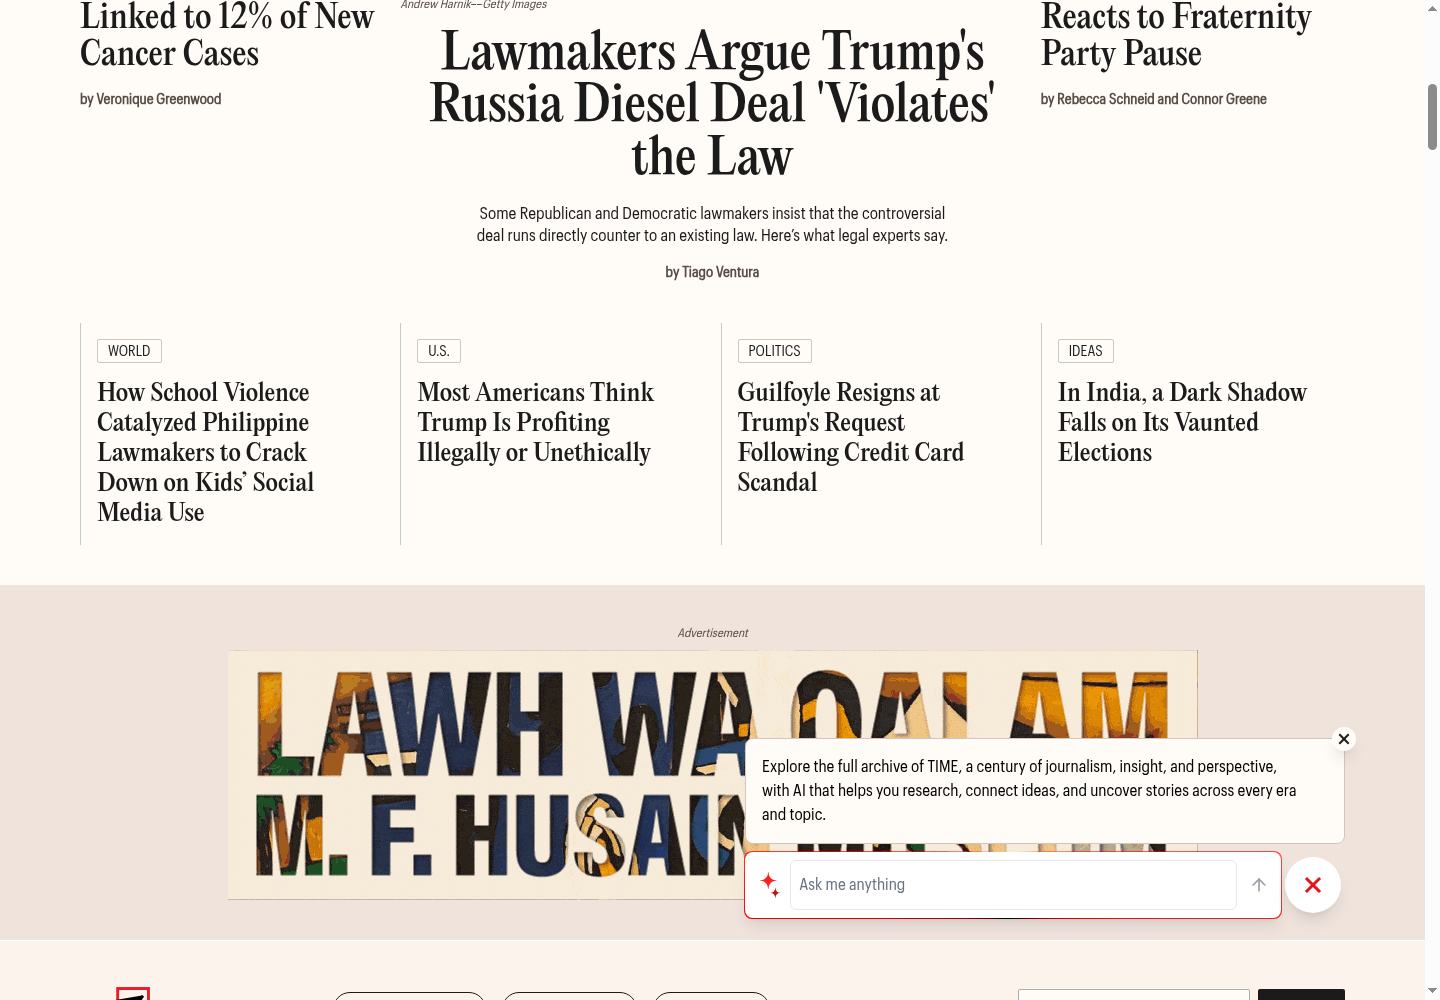 Linked to 12% of New
Cancer Cases
by Veronique Greenwood
Andrew Harnik—Getty Images
Lawmakers Argue Trump's
Russia Diesel Deal 'Violates'
the Law
Some Republican and Democratic lawmakers insist that the controversial
deal runs directly counter to an existing law. Here's what legal experts say.
by Tiago Ventura
Reacts to Fraternity
Party Pause
by Rebecca Schneid and Connor Greene
WORLD
How School Violence
Catalyzed Philippine
Lawmakers to Crack
Down on Kids’ Social
Media Use
U.S.
Most Americans Think
Trump Is Profiting
Illegally or Unethically
POLITICS
Guilfoyle Resigns at
Trump's Request
Following Credit Card
Scandal
IDEAS
In India, a Dark Shadow
Falls on Its Vaunted
Elections
Advertisement
LAWH WA QALAM
M. F. HUSAIN
Explore the full archive of TIME, a century of journalism, insight, and perspective,
with AI that helps you research, connect ideas, and uncover stories across every era
and topic.
Ask me anything